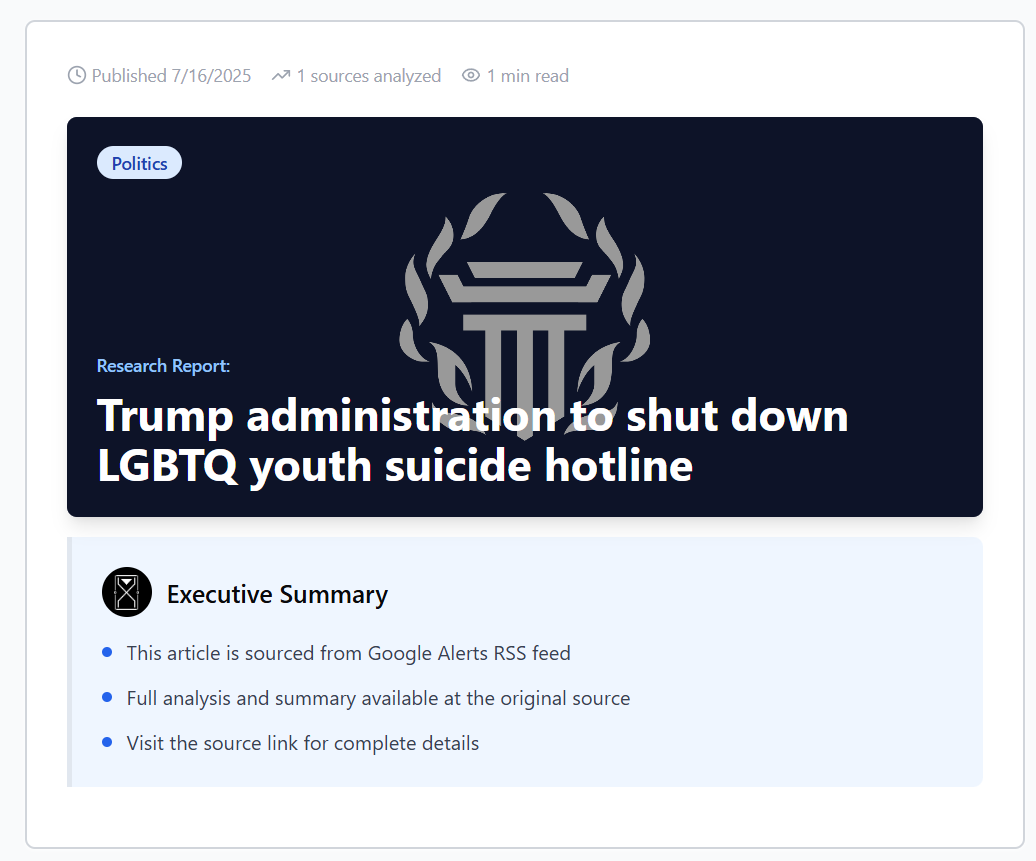 Published 7/16/2025 1 sources analyzed 1 min read
Politics
Research Report:
Trump administration to shut down
LGBTQ youth suicide hotline
Executive Summary
This article is sourced from Google Alerts RSS feed
Full analysis and summary available at the original source
Visit the source link for complete details